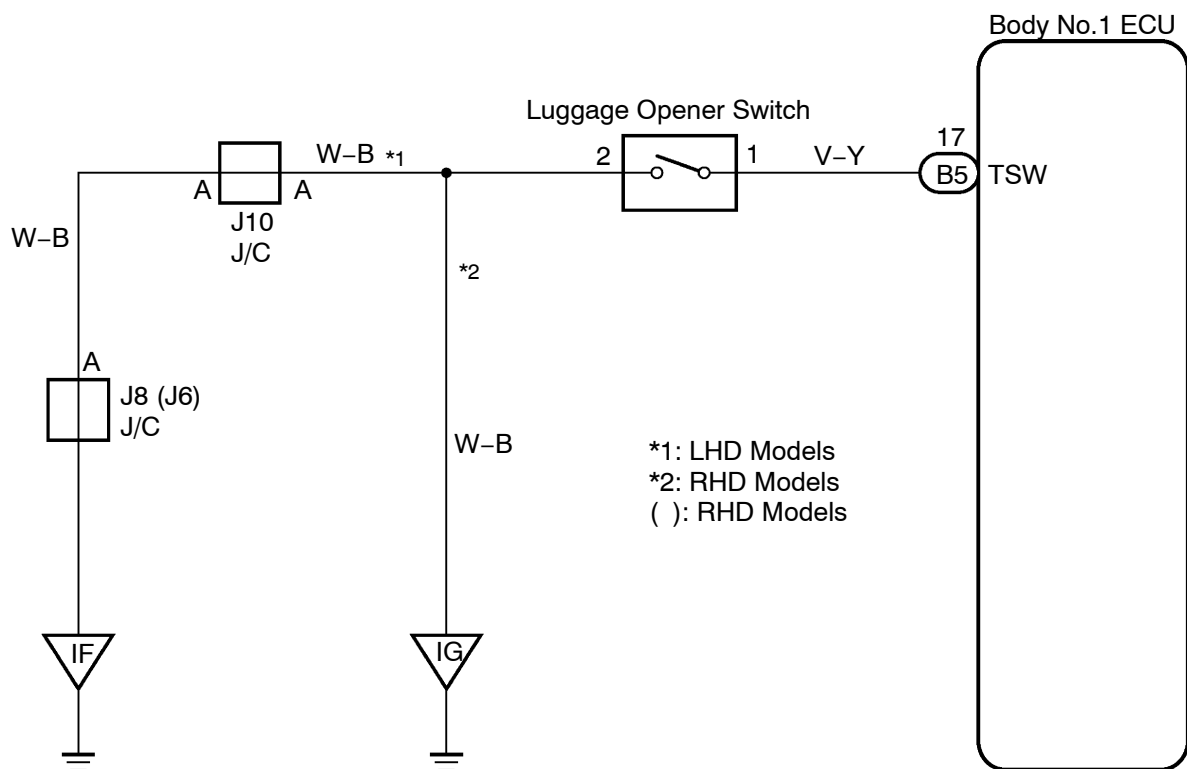 Body No.1 ECU
Luggage Opener Switch
17
W–B *1
2
1
V–Y
B5
TSW
A
A
J10
J/C
W–B
*2
A
J8 (J6)
J/C
W–B
*1: LHD Models
*2: RHD Models
( ): RHD Models
IF
IG